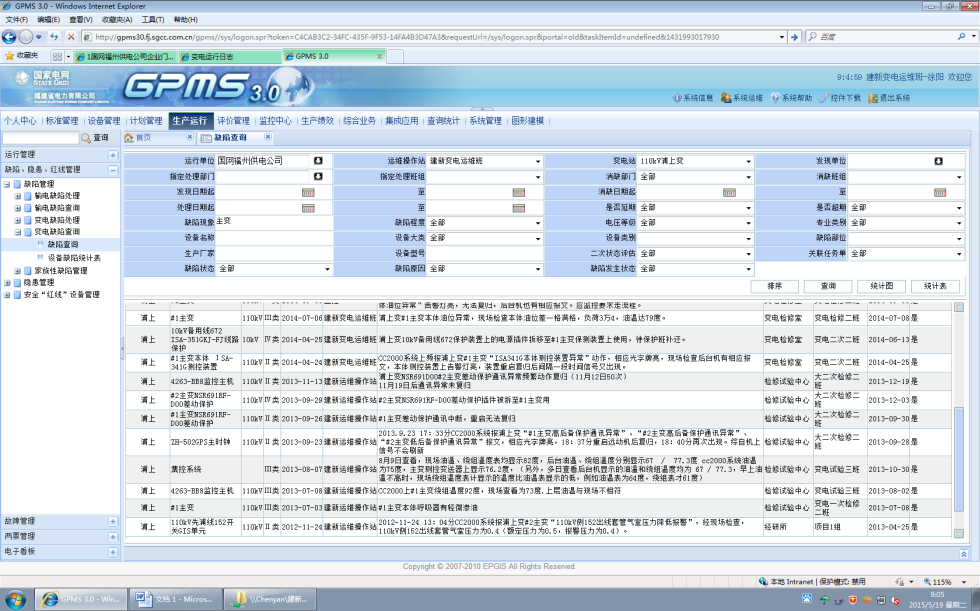 GPMS 3.0 - Windows Internet Explorer
文件(F) 编辑(E) 查看(V) 收藏夹(A) 工具(T) 帮助(H)
http://gpms30.fj.sgcc.com.cn/gpms//sys/logon.spr?token=C4CAB3C2-34FC-435F-9F53-14FA4B3D47A3&requestUrl=/sys/logon.spr&portal=old&taskItemId=undefined&1431993017930
百度
收藏夹 1国网福州供电公司企业门... 变电运行日志 GPMS 3.0
国家电网
STATE GRID
福建省电力有限公司
GPMS 3.0
9:4:59 建新变电运维班-徐阳 欢迎您
系统信息 系统运维 系统帮助 控件下载 退出系统
个人中心 标准管理 设备管理 计划管理 生产运行 评价管理 监控中心 生产绩效 综合业务 集成应用 查询统计 系统管理 图形建模
查询 首页 缺陷查询
运行管理
缺陷、隐患、红线管理
缺陷管理
输电缺陷处理
输电缺陷查询
变电缺陷处理
变电缺陷查询
缺陷查询
设备缺陷统计表
家族性缺陷管理
隐患管理
安全“红线”设备管理
故障管理
两票管理
电子看板
运行单位 国网福州供电公司 运维操作站 建新变电运维班 变电站 110kV浦上变 发现单位
指定处理部门 指定处理班组 消缺部门 全部 消缺班组
发现日期起 至 消缺日期起 至
处理日期起 至 是否延期 全部 是否超期 全部
缺陷现象 主变 缺陷程度 全部 电压等级 全部 专业类别 全部
设备名称 设备大类 全部 设备类别 缺陷部位
生产厂家 设备型号 二次状态评估 全部 关联任务单 全部
缺陷状态 全部 缺陷原因 全部 缺陷发生状态 全部
排序 查询 统计图 统计表
浦上 #1主变 110kV III类 2014-07-06 建新变电运维班 浦上变#1主变本体油位异常，现场检查本体油位差一格满格，负荷3万4，油温达79度。 变电检修室 变电检修二班 2014-07-08 是
浦上 10kV备用线672 ISA-351GKJ-FJ线路保护 10kV IV类 2014-04-25 建新变电运维班 浦上变10kV备用线672保护装置上的电源插件拔移至#1主变保测装置上使用，待保护班补还。 变电检修室 变电二次二班 2014-06-13 是
浦上 #1主变本体 ISA-341G测控装置 110kV II类 2014-04-22 建新变电运维班 CC2000系统上频报浦上变#1主变“ISA341G本体测控装置异常”动作，相应光字牌亮，现场检查后台机有相应报文，本体测控装置上告警灯亮，装置重启复归后间隔一段时间信号又出现。 变电检修室 变电二次二班 2014-04-25 是
浦上 4263-BB8监控主机 110kV II类 2013-11-13 建新运维操作站 浦上变NSR691D00#2主变差动保护通讯异常频繁动作复归（11月12日50次）11月19日后通讯异常未复归 检修试验中心 大二次检修二班 2013-12-19 是
浦上 #2主变NSR691RF-D00差动保护 110kV IV类 2013-09-29 建新运维操作站 #2主变NSR691RF-D00主变差动保护插件被拆至#1主变用 检修试验中心 大二次检修二班 2013-12-03 是
浦上 #1主变NSR691RF-D00差动保护 110kV II类 2013-09-26 建新运维操作站 #1主变差动保护通讯中断，重启无法复归 检修试验中心 大二次检修二班 2013-09-30 是
浦上 ZH-502GPS主时钟 110kV II类 2013-09-23 建新运维操作站 2013.9.23 17：33分CC2000系统报浦上变“#1主变高后备保护通讯异常”、“#2主变高后备保护通讯异常”、“#2主变低后备保护通讯异常”报文，相应光字牌亮，18：37分重启远动机后复归，18：40分再次出现。综自机上信号不会刷新 检修试验中心 大二次检修二班 2013-09-28 是
浦上 集控系统 III类 2013-08-07 建新运维操作站 8月9日查看，现场油温、绕组温度表均显示82度，后台油温、绕组温度分别显示67 / 77.3度 cc2000系统油温为75度，主变测控变送器上显示76.2度，（另外，多日查看后台机显示的油温和绕组温度均为 67 / 77.3，早上油温不高时，现场绕组温度表计显示的温度比油温表显示的低，例如油温表为64度，绕组表才61度） 检修试验中心 变电试验三班 2013-10-30 是
浦上 4263-BB8监控主机 110kV II类 2013-07-08 建新运维操作站 CC2000上#1主变绕组温度92度，现场查看为73度，上层油温与现场不相符 检修试验中心 变电试验三班 2013-08-02 是
浦上 #1主变 110kV III类 2013-07-03 建新运维操作站 #1主变本体呼吸器有轻微渗油 检修试验中心 变电一次检修二班 2013-07-08 是
浦上 110kV先浦线152开关GIS单元 110kV II类 2012-11-24 建新运维操作站 2012-11-24 13：04分CC2000系统报浦上变#2主变“110kV侧152出线套管气室压力降低报警”，经现场检查，110kV侧152出线套管气室压力为0.4（额定压力为0.5，报警压力为0.4）。 经研所 项目1组 2013-04-25 是
Copyright © 2007-2010 EPGIS All Rights Reserved.
本地 Intranet | 保护模式: 禁用 115%
GPMS 3.0 - Win... 文档 1 - Micros... \\Chenyan\建新...
9:05
2015/5/19 星期二